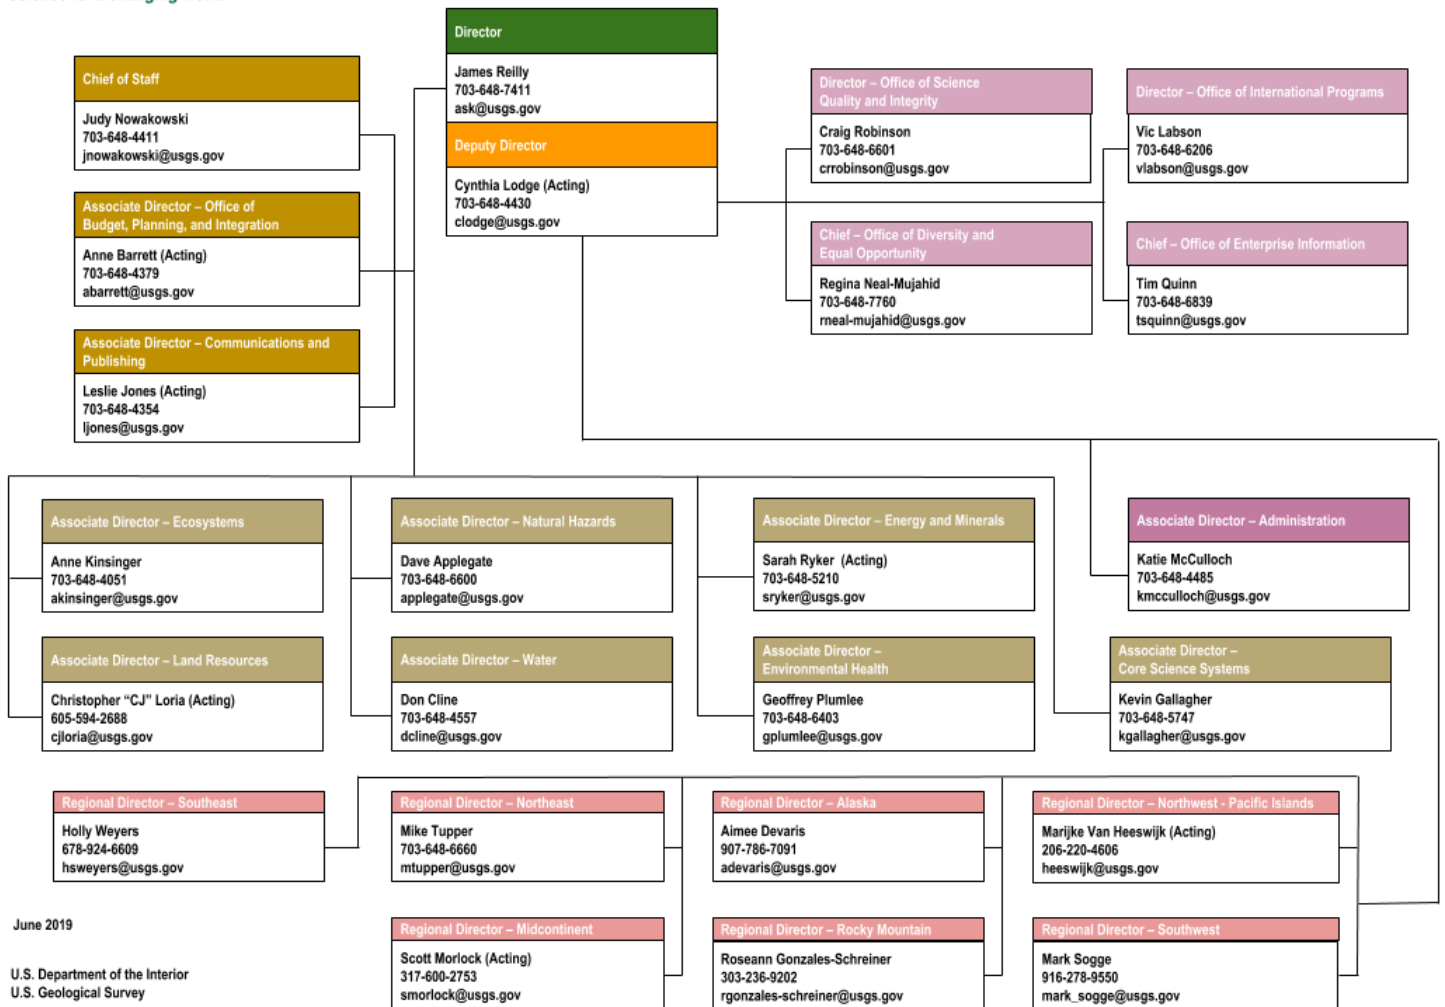 Director
James Reilly
703-648-7411
ask@usgs.gov
Deputy Director
Cynthia Lodge (Acting)
703-648-4430
clodge@usgs.gov
Chief of Staff
Judy Nowakowski
703-648-4411
jnowakowski@usgs.gov
Associate Director – Office of
Budget, Planning, and Integration
Anne Barrett (Acting)
703-648-4379
abarrett@usgs.gov
Associate Director – Communications and
Publishing
Leslie Jones (Acting)
703-648-4354
ljones@usgs.gov
Director – Office of Science
Quality and Integrity
Craig Robinson
703-648-6601
crrobinson@usgs.gov
Director – Office of International Programs
Vic Labson
703-648-6206
vlabson@usgs.gov
Chief – Office of Diversity and
Equal Opportunity
Regina Neal-Mujahid
703-648-7760
rneal-mujahid@usgs.gov
Chief – Office of Enterprise Information
Tim Quinn
703-648-6839
tsquinn@usgs.gov
Associate Director – Ecosystems
Anne Kinsinger
703-648-4051
akinsinger@usgs.gov
Associate Director – Natural Hazards
Dave Applegate
703-648-6600
applegate@usgs.gov
Associate Director – Energy and Minerals
Sarah Ryker (Acting)
703-648-5210
sryker@usgs.gov
Associate Director – Administration
Katie McCulloch
703-648-4485
kmcculloch@usgs.gov
Associate Director – Land Resources
Christopher “CJ” Loria (Acting)
605-594-2688
cjloria@usgs.gov
Associate Director – Water
Don Cline
703-648-4557
dcline@usgs.gov
Associate Director –
Environmental Health
Geoffrey Plumlee
703-648-6403
gplumlee@usgs.gov
Associate Director –
Core Science Systems
Kevin Gallagher
703-648-5747
kgallagher@usgs.gov
Regional Director – Southeast
Holly Weyers
678-924-6609
hsweyers@usgs.gov
Regional Director – Northeast
Mike Tupper
703-648-6660
mtupper@usgs.gov
Regional Director – Alaska
Aimee Devaris
907-786-7091
adevaris@usgs.gov
Regional Director – Northwest - Pacific Islands
Marijke Van Heeswijk (Acting)
206-220-4606
heeswijk@usgs.gov
Regional Director – Midcontinent
Scott Morlock (Acting)
317-600-2753
smorlock@usgs.gov
Regional Director – Rocky Mountain
Roseann Gonzales-Schreiner
303-236-9202
rgonzales-schreiner@usgs.gov
Regional Director – Southwest
Mark Sogge
916-278-9550
mark_sogge@usgs.gov
June 2019
U.S. Department of the Interior
U.S. Geological Survey